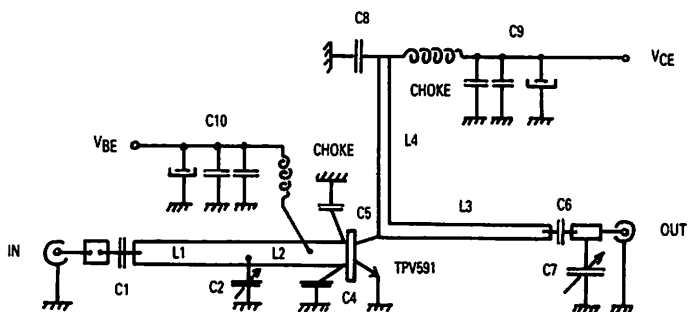 C8
C9
VCE
CHOKE
C10
VBE
CHOKE
L4
C5
L3
C6
IN
L1
L2
OUT
C1
C2
C4
TPV591
C7